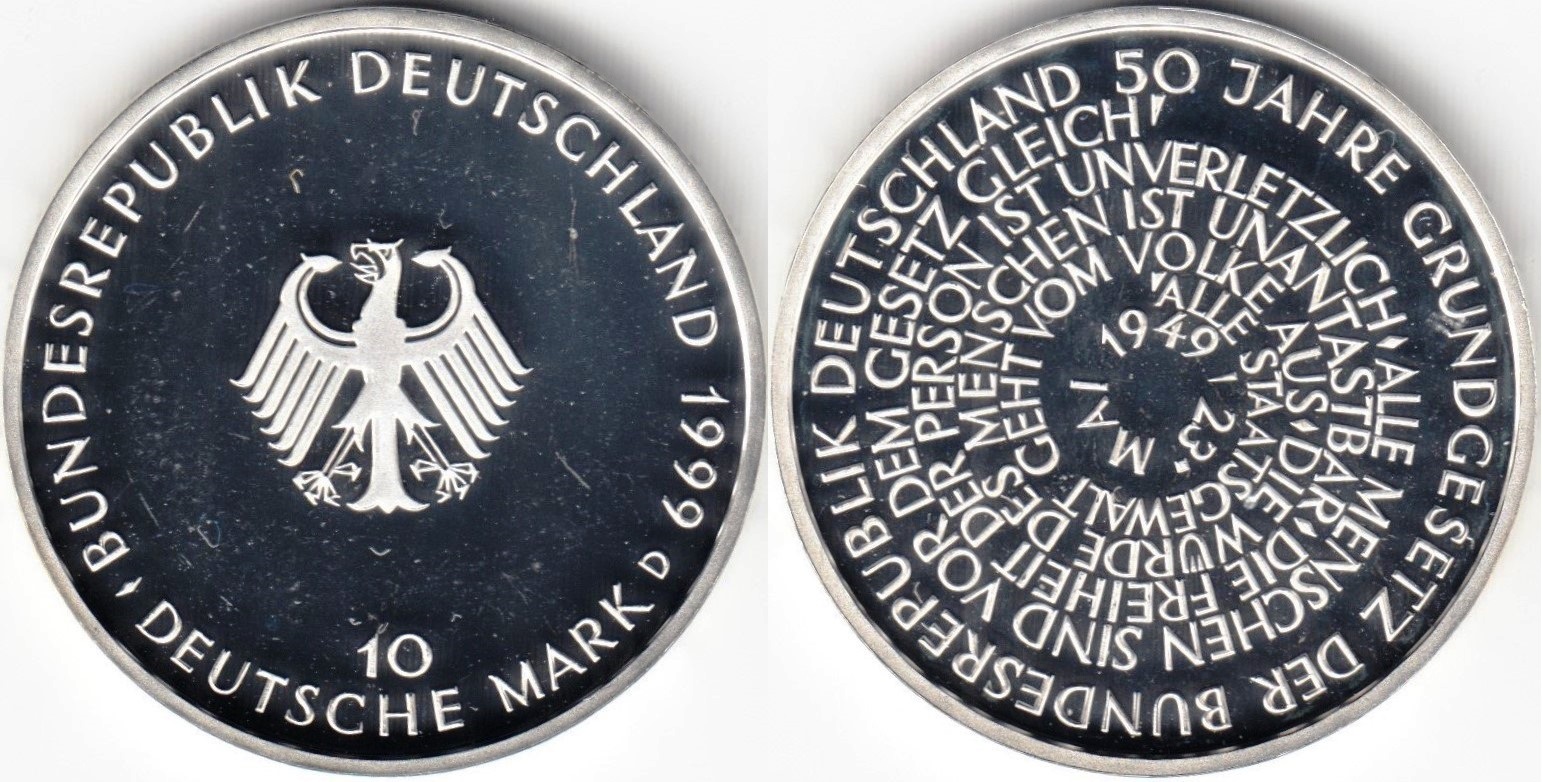 BUNDESREPUBLIK DEUTSCHLAND 1999 D
10
DEUTSCHE MARK
50 JAHRE GRUNDGESETZ DER BUNDESREPUBLIK DEUTSCHLAND
ALLE STAATSGEWALT GEHT VOM VOLKE AUS · DIE WÜRDE DES MENSCHEN IST UNANTASTBAR · DIE FREIHEIT DER PERSON IST UNVERLETZLICH · ALLE MENSCHEN SIND VOR DEM GESETZ GLEICH
23. MAI 1949